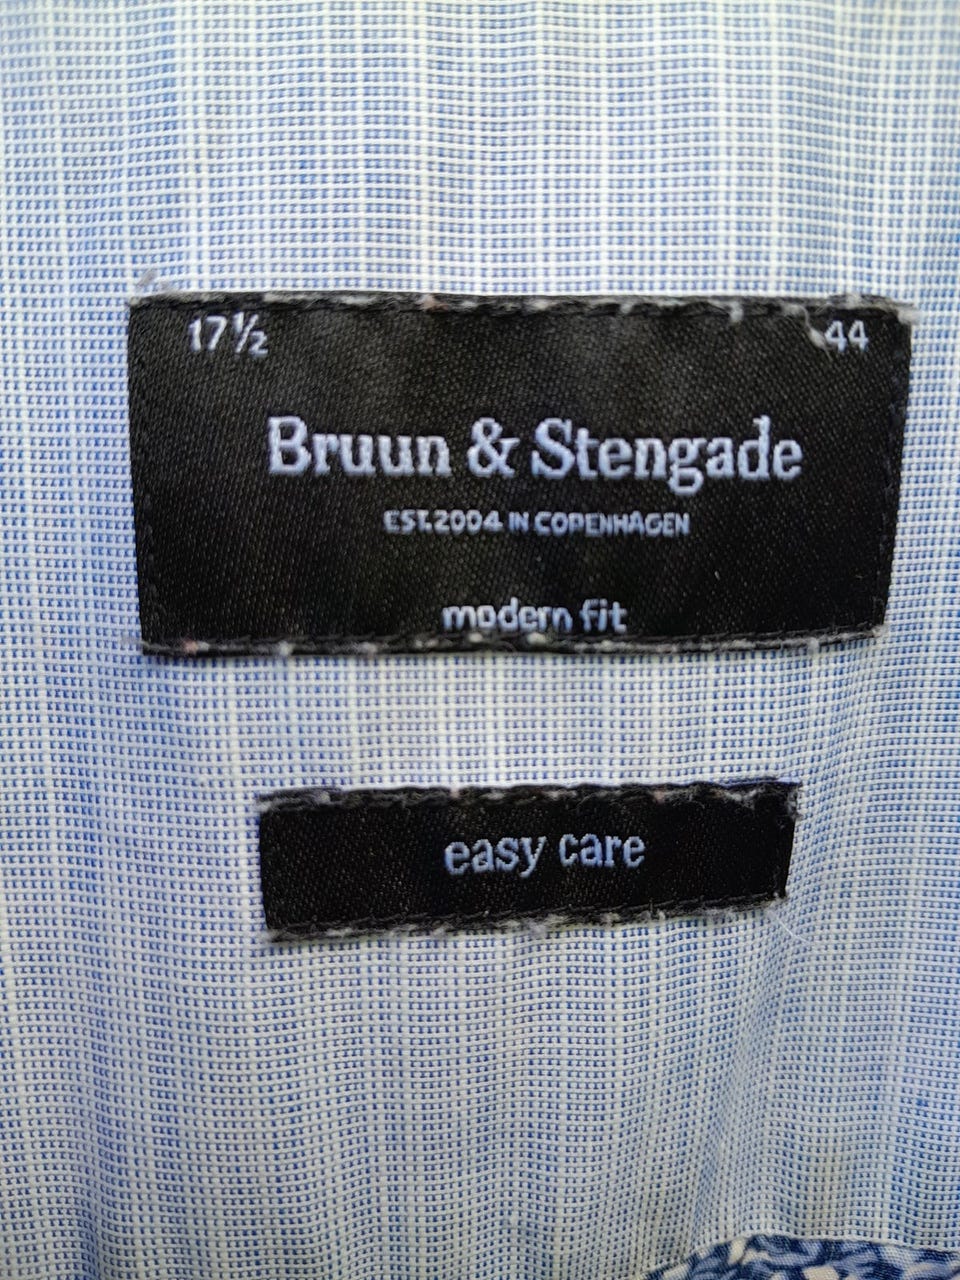 17½ 44
Bruun & Stengade
EST.2004 IN COPENHAGEN
modern fit
easy care